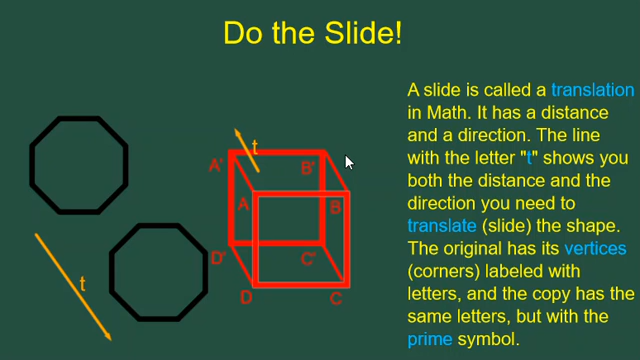 Do the Slide!
A slide is called a translation
in Math. It has a distance
and a direction. The line
with the letter "t" shows you
both the distance and the
direction you need to
translate (slide) the shape.
The original has its vertices
(corners) labeled with
letters, and the copy has the
same letters, but with the
prime symbol.
t
t
A' B'
A B
D' C'
D C